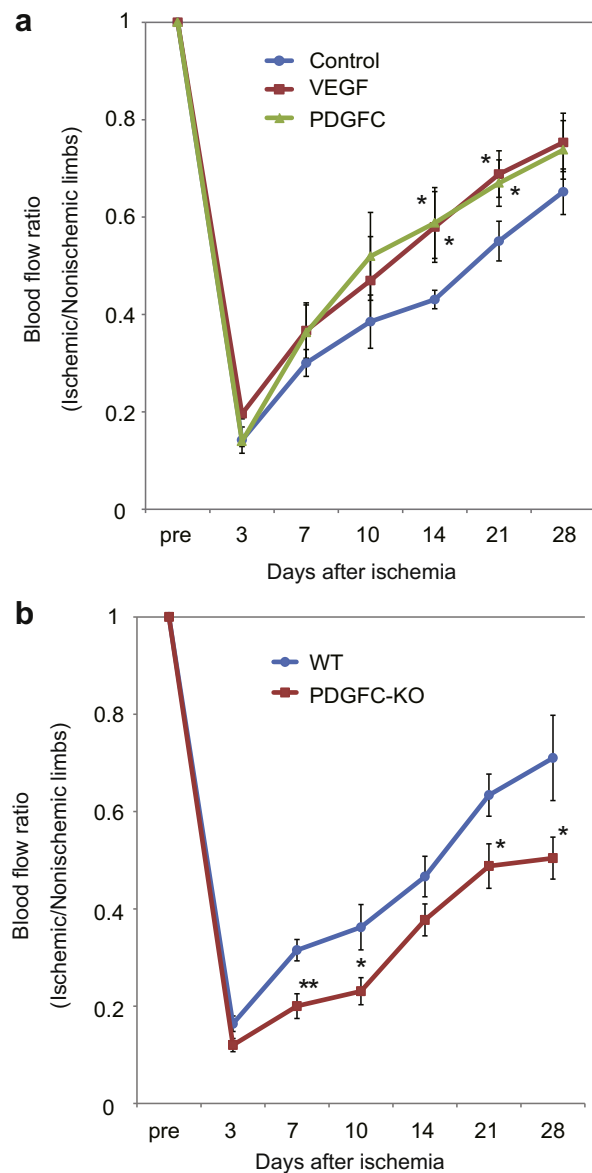 a
Control
VEGF
PDGFC
Blood flow ratio
(Ischemic/Nonischemic limbs)
1
0.8
0.6
0.4
0.2
0
* * * *
pre 3 7 10 14 21 28
Days after ischemia
b
WT
PDGFC-KO
Blood flow ratio
(Ischemic/Nonischemic limbs)
1
0.8
0.6
0.4
0.2
0
** * * *
pre 3 7 10 14 21 28
Days after ischemia